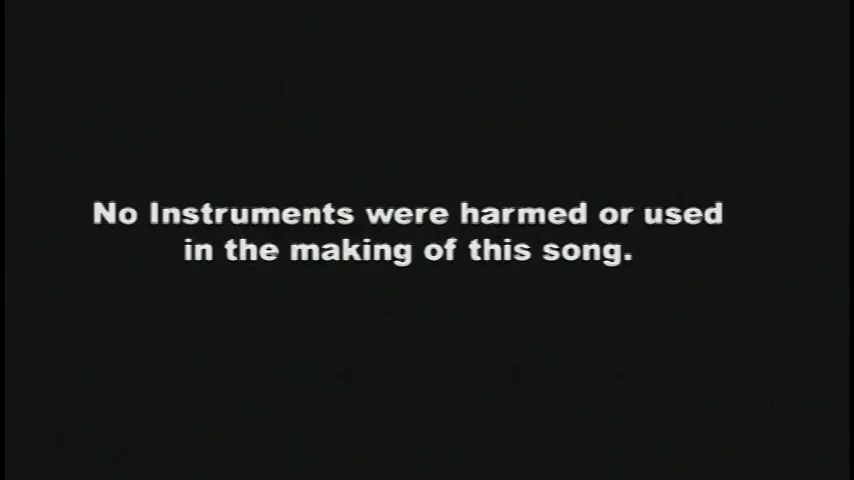 No Instruments were harmed or used
in the making of this song.